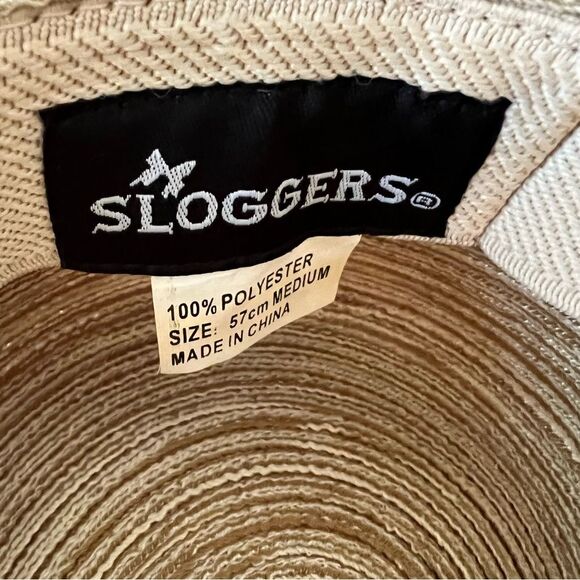 SLOGGERS®
100% POLYESTER
SIZE: 57cm MEDIUM
MADE IN CHINA